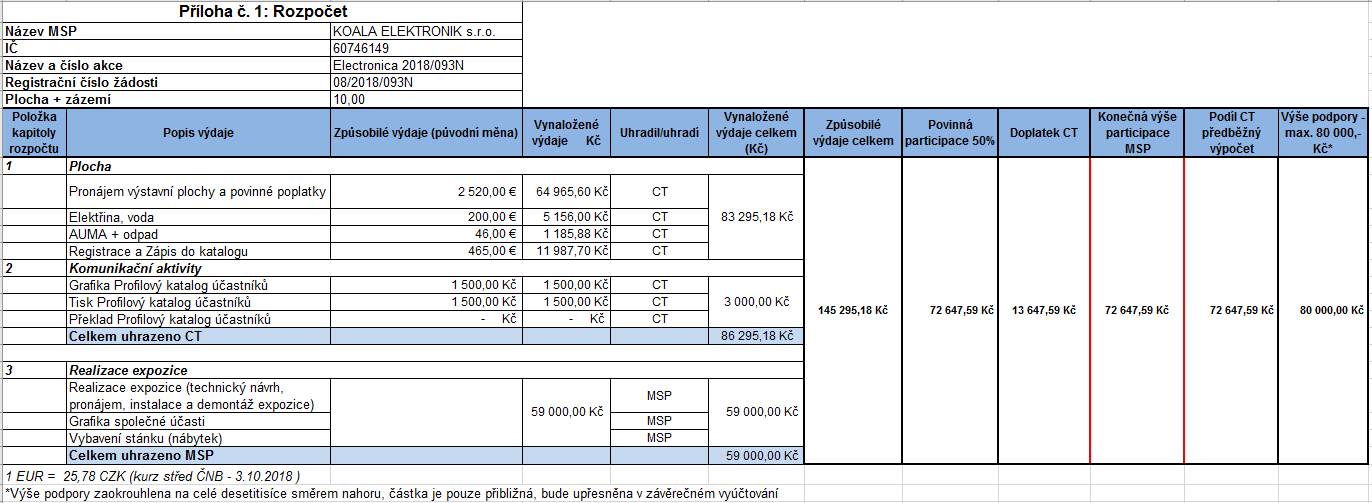 Příloha č. 1: Rozpočet
Název MSP KOALA ELEKTRONIK s.r.o.
IČ 60746149
Název a číslo akce Electronica 2018/093N
Registrační číslo žádosti 08/2018/093N
Plocha + zázemí 10,00
Položka kapitoly rozpočtu Popis výdaje Způsobilé výdaje (původní měna) Vynaložené výdaje Kč Uhradil/uhradí Vynaložené výdaje celkem (Kč) Způsobilé výdaje celkem Povinná participace 50% Doplatek CT Konečná výše participace MSP Podíl CT předběžný výpočet Výše podpory - max. 80 000,- Kč*
1 Plocha
Pronájem výstavní plochy a povinné poplatky 2 520,00 € 64 965,60 Kč CT
Elektřina, voda 200,00 € 5 156,00 Kč CT 83 295,18 Kč
AUMA + odpad 46,00 € 1 185,88 Kč CT
Registrace a Zápis do katalogu 465,00 € 11 987,70 Kč CT
2 Komunikační aktivity
Grafika Profilový katalog účastníků 1 500,00 Kč 1 500,00 Kč CT
Tisk Profilový katalog účastníků 1 500,00 Kč 1 500,00 Kč CT 3 000,00 Kč
145 295,18 Kč 72 647,59 Kč 13 647,59 Kč 72 647,59 Kč 72 647,59 Kč 80 000,00 Kč
Překlad Profilový katalog účastníků - Kč - Kč CT
Celkem uhrazeno CT 86 295,18 Kč
3 Realizace expozice
Realizace expozice (technický návrh, pronájem, instalace a demontáž expozice) MSP
59 000,00 Kč 59 000,00 Kč
Grafika společné účasti MSP
Vybavení stánku (nábytek) MSP
Celkem uhrazeno MSP 59 000,00 Kč
1 EUR = 25,78 CZK (kurz střed ČNB - 3.10.2018 )
*Výše podpory zaokrouhlena na celé desetitisíce směrem nahoru, částka je pouze přibližná, bude upřesněna v závěrečném vyúčtování